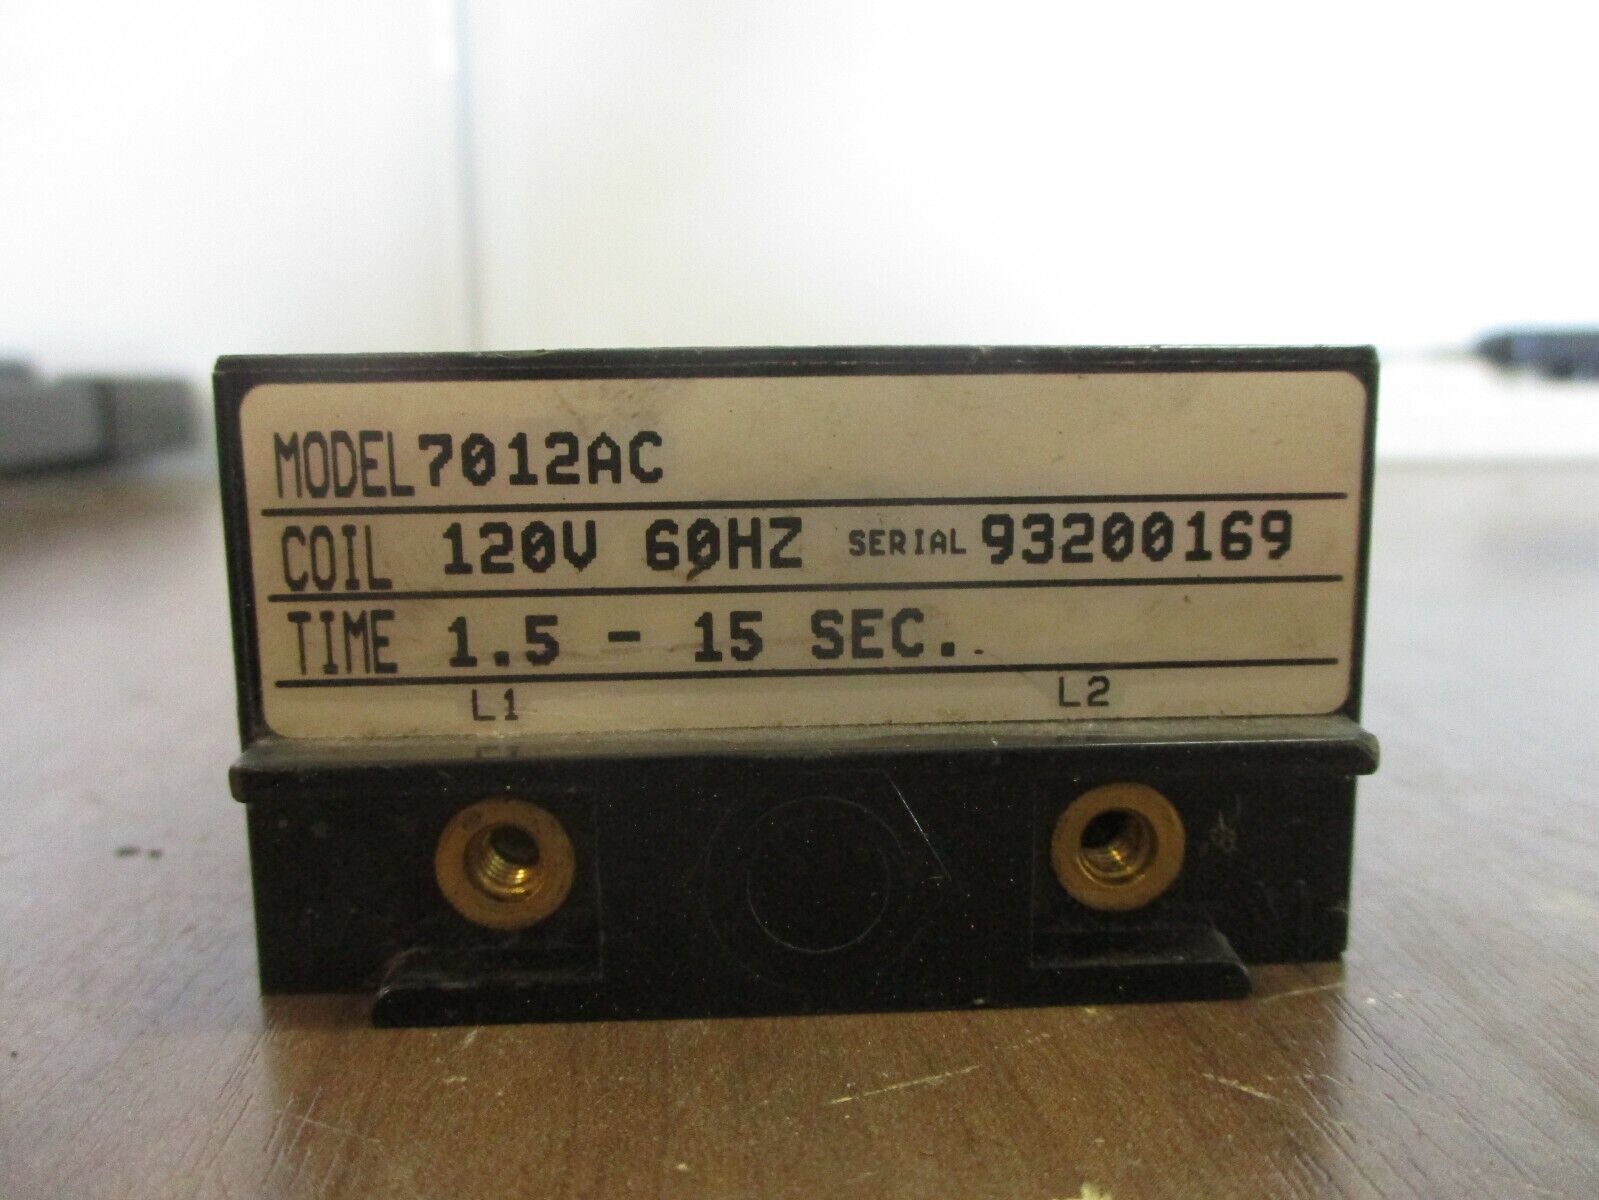 MODEL 7012AC
COIL 120V 60HZ SERIAL 93200169
TIME 1.5 - 15 SEC.
L1 L2